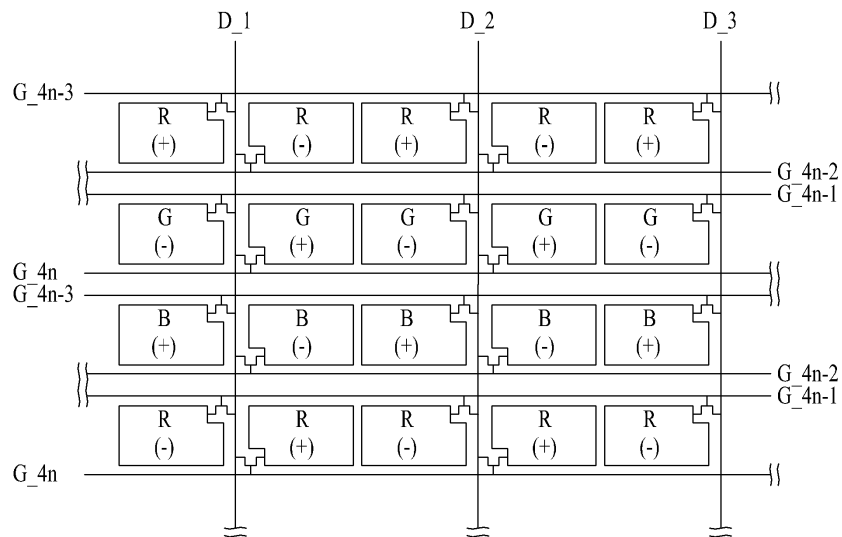 D_1 D_2 D_3
G_4n-3
R R R R R
(+) (-) (+) (-) (+)
G_4n-2
G_4n-1
G G G G G
(-) (+) (-) (+) (-)
G_4n
G_4n-3
B B B B B
(+) (-) (+) (-) (+)
G_4n-2
G_4n-1
R R R R R
(-) (+) (-) (+) (-)
G_4n